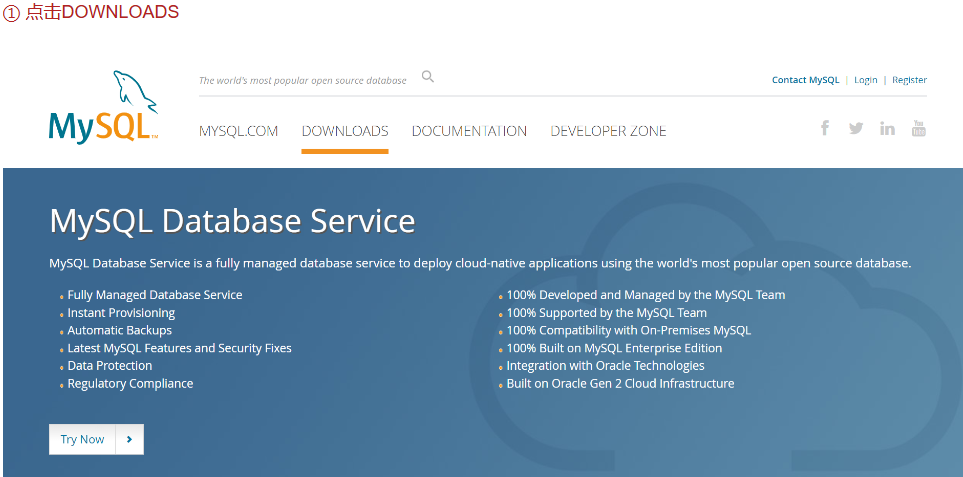 ① 点击DOWNLOADS
The world's most popular open source database
Contact MySQL | Login | Register
MySQL
MYSQL.COM DOWNLOADS DOCUMENTATION DEVELOPER ZONE
You Tube
MySQL Database Service
MySQL Database Service is a fully managed database service to deploy cloud-native applications using the world's most popular open source database.
Fully Managed Database Service
Instant Provisioning
Automatic Backups
Latest MySQL Features and Security Fixes
Data Protection
Regulatory Compliance
100% Developed and Managed by the MySQL Team
100% Supported by the MySQL Team
100% Compatibility with On-Premises MySQL
100% Built on MySQL Enterprise Edition
Integration with Oracle Technologies
Built on Oracle Gen 2 Cloud Infrastructure
Try Now